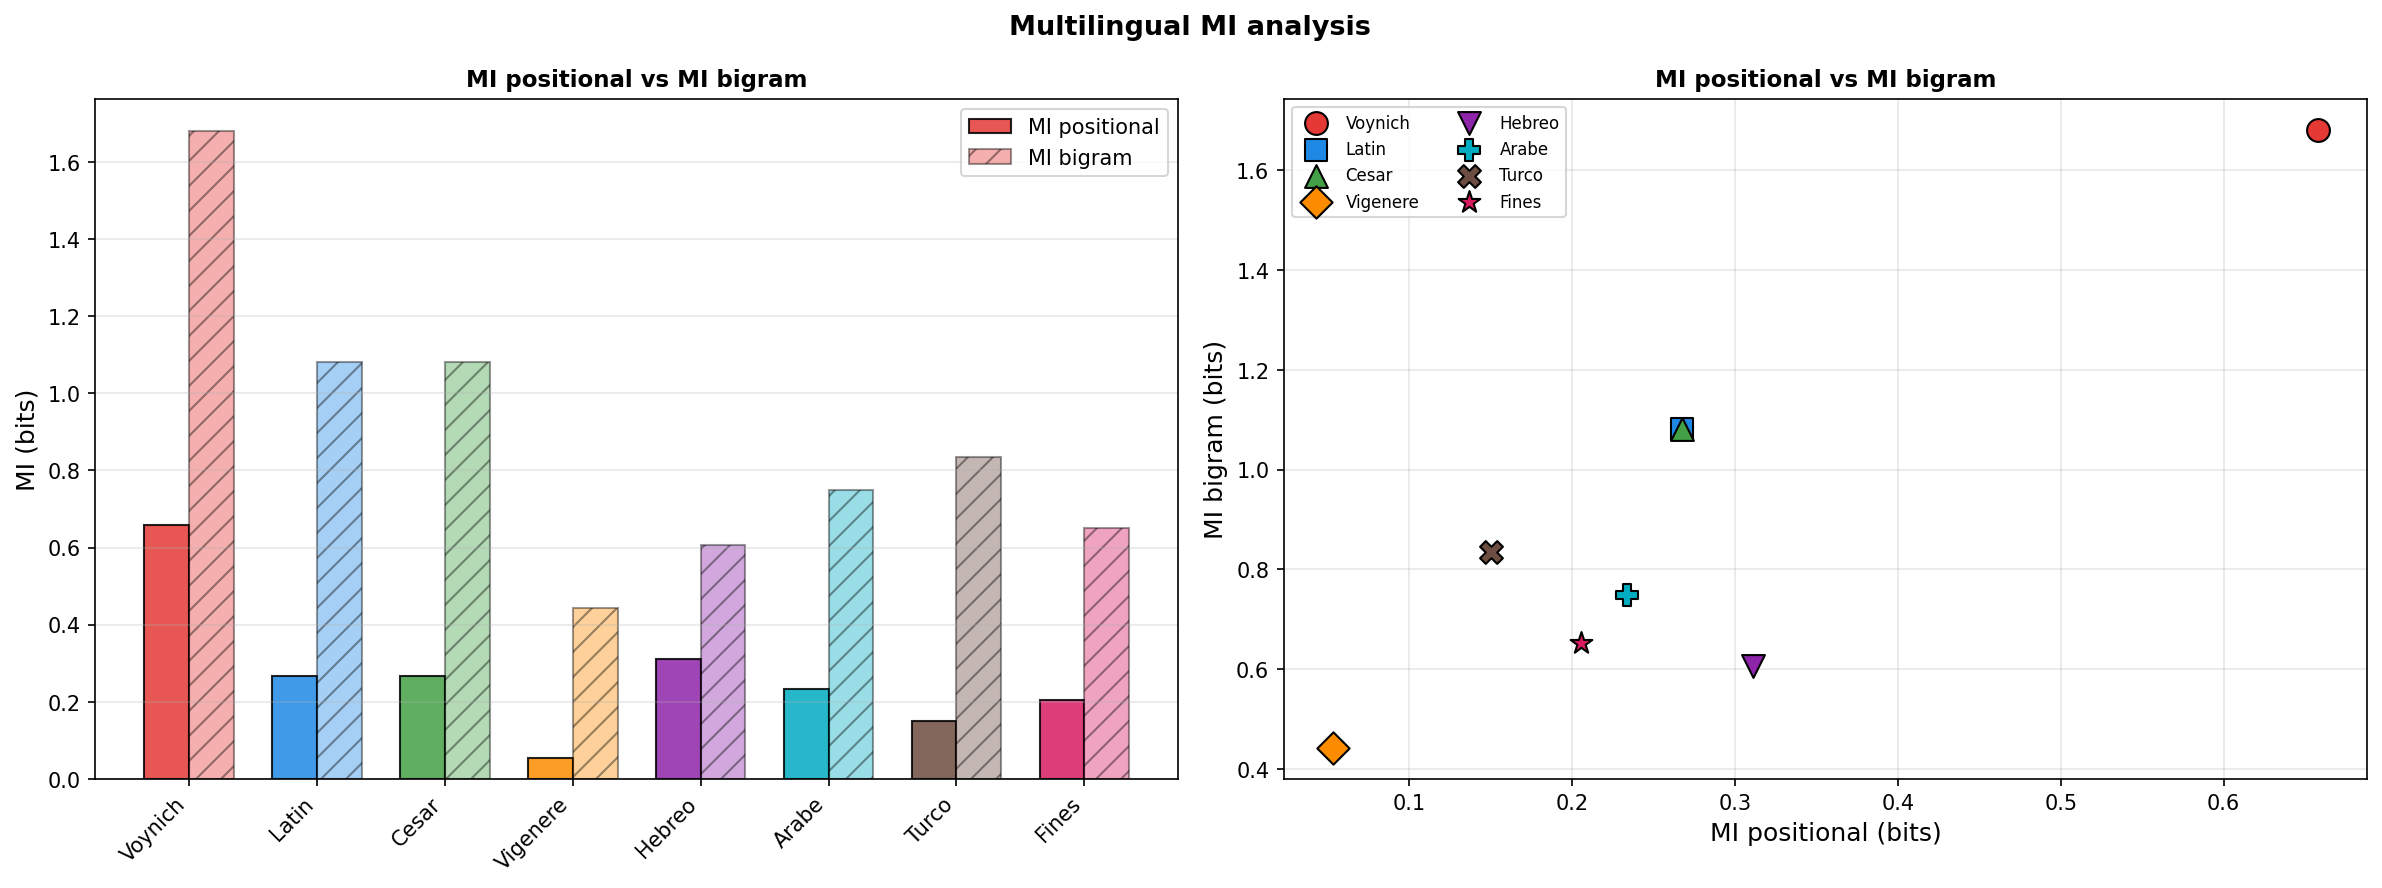 Multilingual MI analysis
MI positional vs MI bigram
MI (bits)
1.6
1.4
1.2
1.0
0.8
0.6
0.4
0.2
0.0
MI positional
MI bigram
Voynich
Latin
Cesar
Vigenere
Hebreo
Arabe
Turco
Fines
MI positional vs MI bigram
MI bigram (bits)
1.6
1.4
1.2
1.0
0.8
0.6
0.4
Voynich
Latin
Cesar
Vigenere
Hebreo
Arabe
Turco
Fines
0.1 0.2 0.3 0.4 0.5 0.6
MI positional (bits)